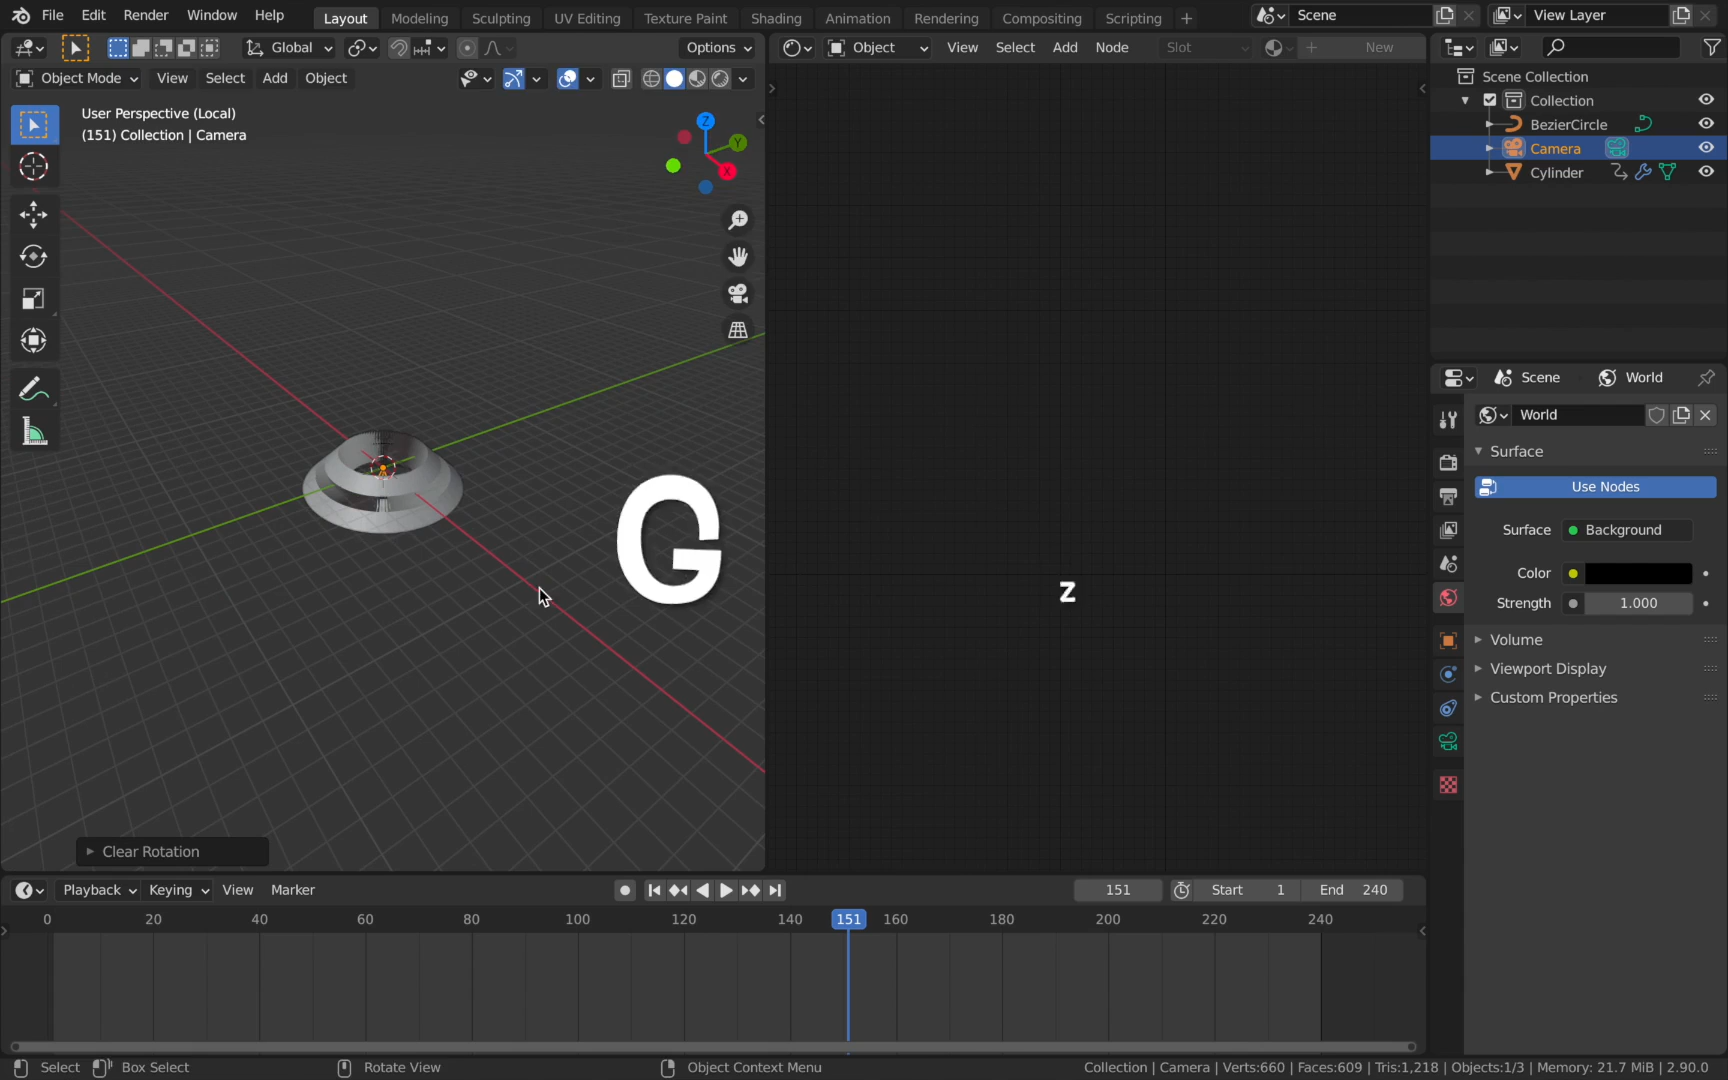 File Edit Render Window Help Layout Modeling Sculpting UV Editing Texture Paint Shading Animation Rendering Compositing Scripting + Scene View Layer
Global Options Object View Select Add Node Slot New
Object Mode View Select Add Object
User Perspective (Local)
(151) Collection | Camera
Z
Y
X
Scene Collection
Collection
BezierCircle
Camera
Cylinder
Scene World
World
Surface
Use Nodes
Surface Background
Color
Strength 1.000
Volume
Viewport Display
Custom Properties
G
z
Clear Rotation
Playback Keying View Marker 151 Start 1 End 240
0 20 40 60 80 100 120 140 151 160 180 200 220 240
Select Box Select Rotate View Object Context Menu Collection | Camera | Verts:660 | Faces:609 | Tris:1,218 | Objects:1/3 | Memory: 21.7 MiB | 2.90.0